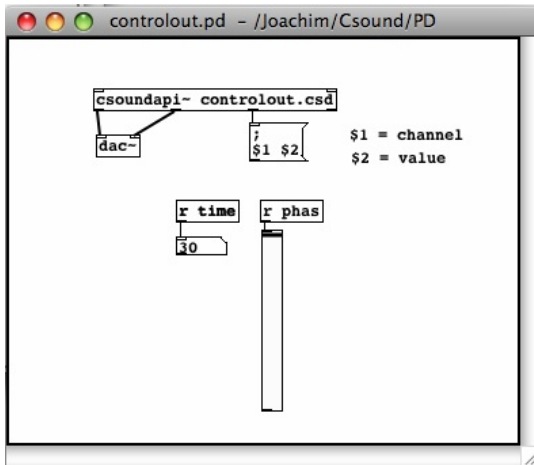 controlout.pd - /Joachim/Csound/PD
csoundapi~ controlout.csd
dac~
;
$1 $2
$1 = channel
$2 = value
r time
r phas
30